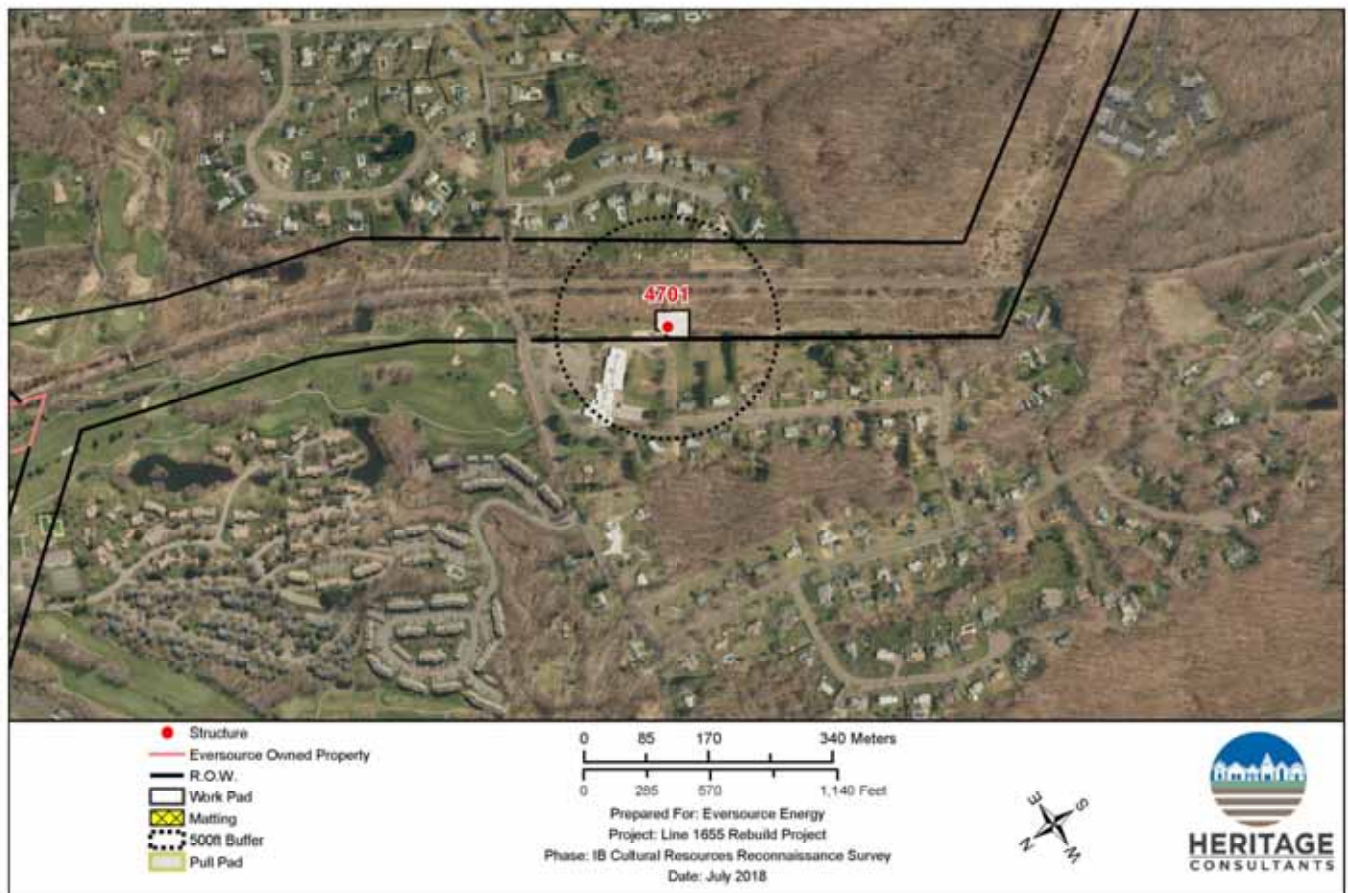 4701
Structure
Eversource Owned Property
R.O.W.
Work Pad
Matting
500ft Buffer
Pull Pad
0 85 170 340 Meters
0 285 570 1,140 Feet
Prepared For: Eversource Energy
Project: Line 1655 Rebuild Project
Phase: IB Cultural Resources Reconnaissance Survey
Date: July 2018
E S
N W
HERITAGE
CONSULTANTS